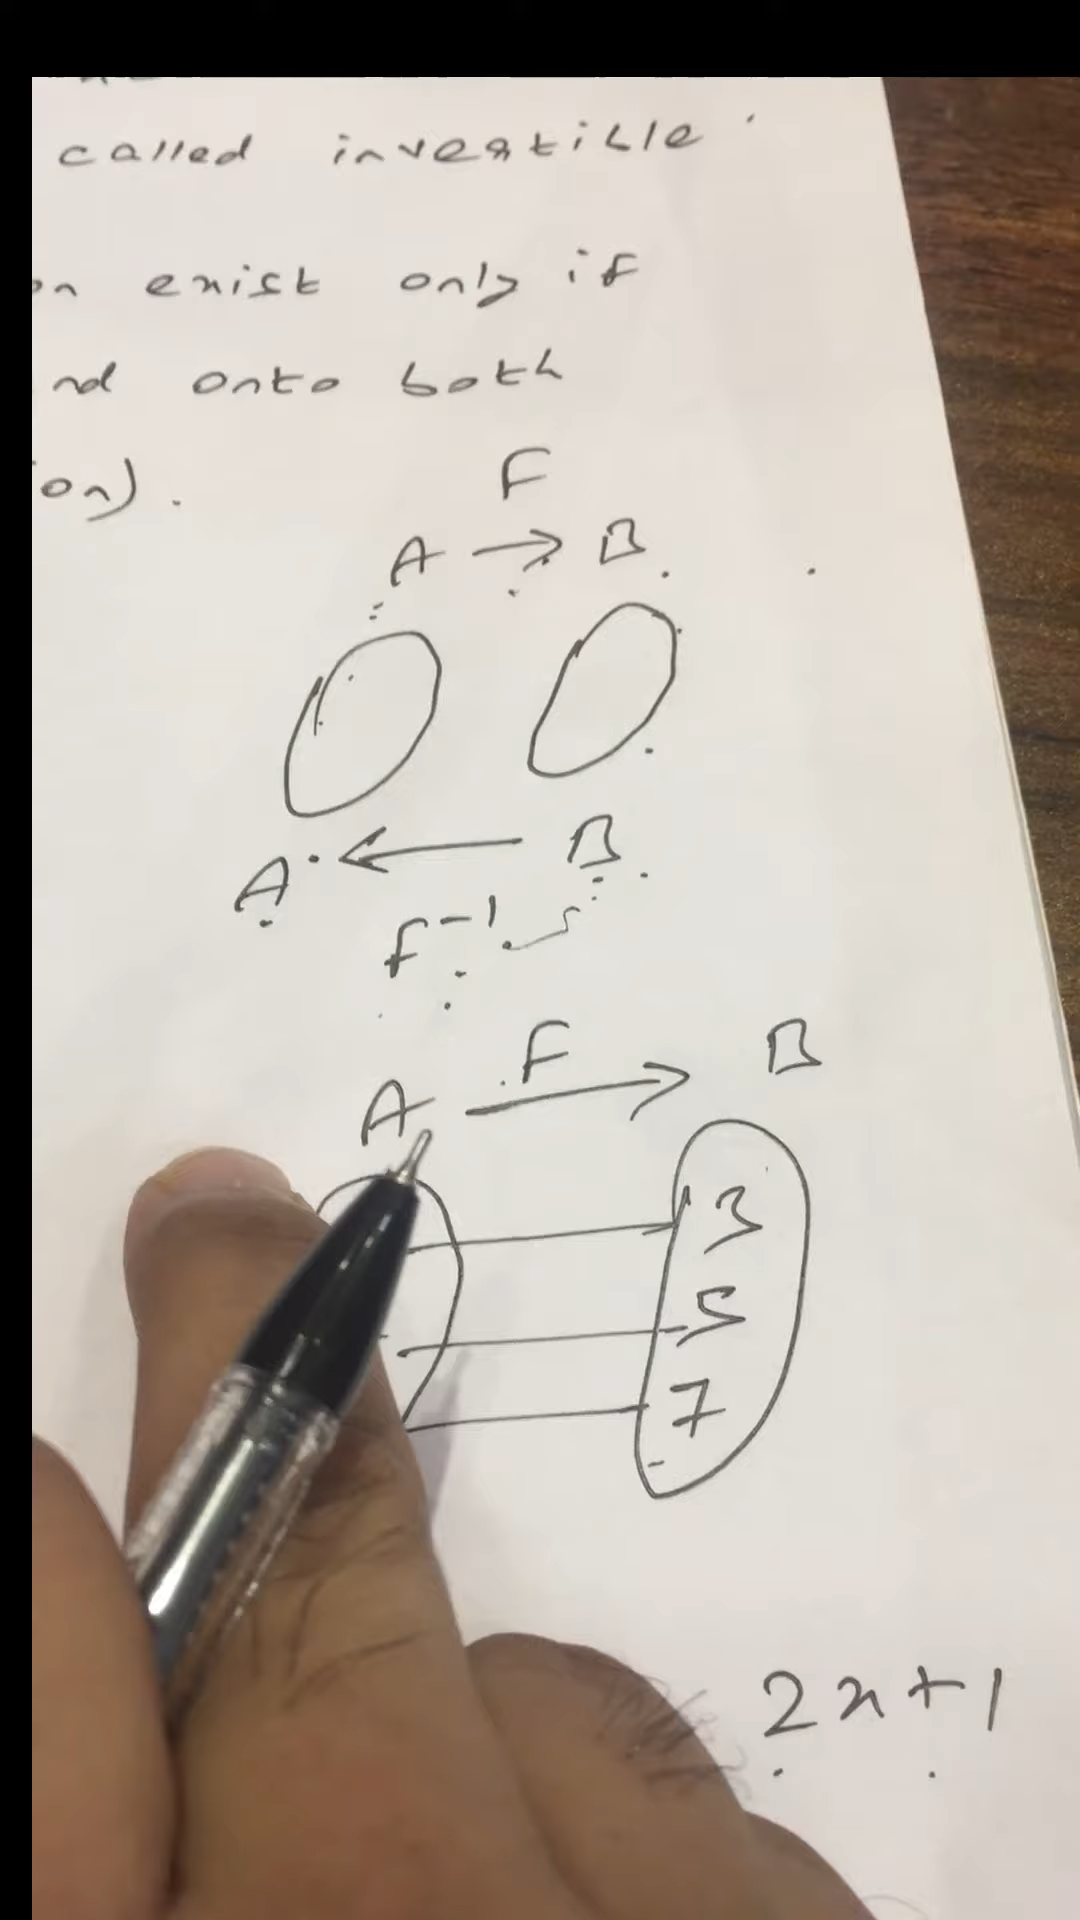 called invertible
exist only if
onto both
F
A → B
A ← B
f⁻¹
A F → B
3
5
7
2x+1